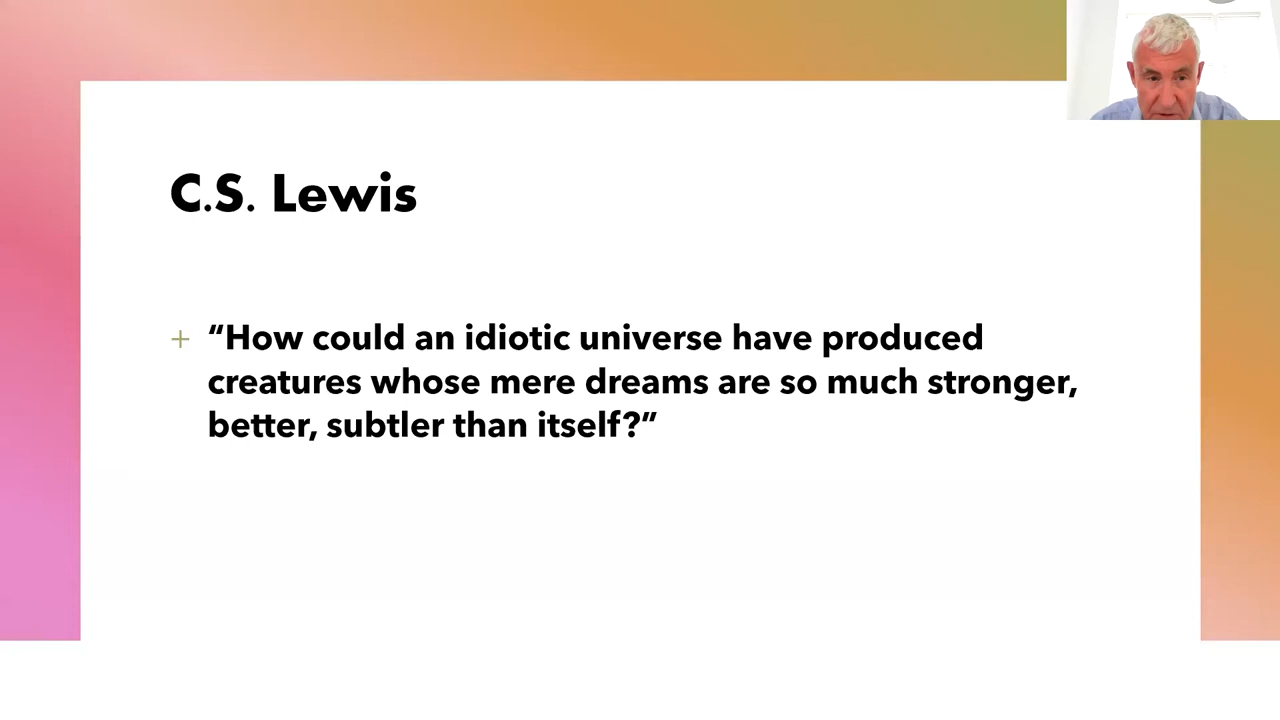 C.S. Lewis
+ “How could an idiotic universe have produced
creatures whose mere dreams are so much stronger,
better, subtler than itself?”